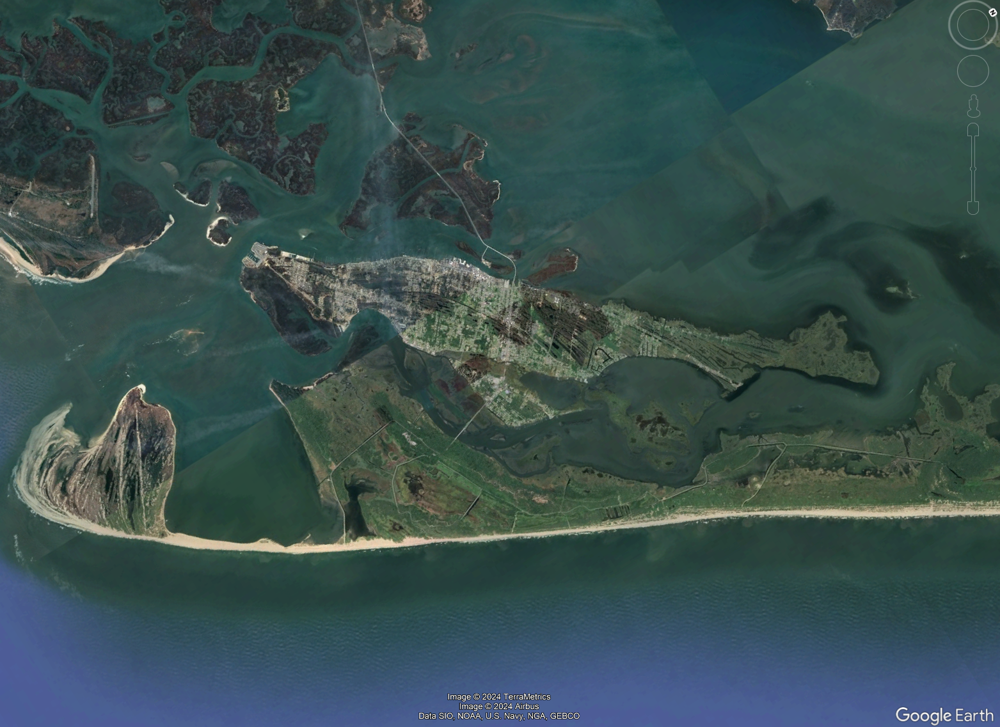 N
Image © 2024 TerraMetrics
Image © 2024 Airbus
Data SIO, NOAA, U.S. Navy, NGA, GEBCO
Google Earth